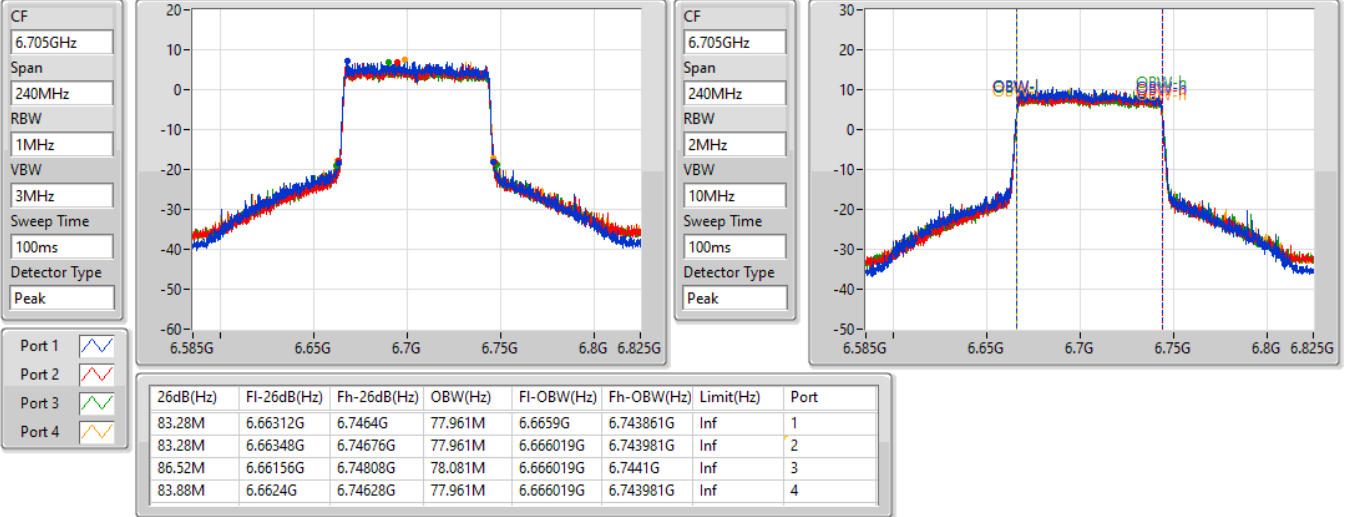 CF
6.705GHz
Span
240MHz
RBW
1MHz
VBW
3MHz
Sweep Time
100ms
Detector Type
Peak
20
10
0
-10
-20
-30
-40
-50
-60
6.585G 6.65G 6.7G 6.75G 6.8G 6.825G
CF
6.705GHz
Span
240MHz
RBW
2MHz
VBW
10MHz
Sweep Time
100ms
Detector Type
Peak
30
20
10
0
-10
-20
-30
-40
-50
OBW-l OBW-h
6.585G 6.65G 6.7G 6.75G 6.8G 6.825G
Port 1
Port 2
Port 3
Port 4
26dB(Hz) Fl-26dB(Hz) Fh-26dB(Hz) OBW(Hz) Fl-OBW(Hz) Fh-OBW(Hz) Limit(Hz) Port
83.28M 6.66312G 6.7464G 77.961M 6.6659G 6.743861G Inf 1
83.28M 6.66348G 6.74676G 77.961M 6.666019G 6.743981G Inf 2
86.52M 6.66156G 6.74808G 78.081M 6.666019G 6.7441G Inf 3
83.88M 6.6624G 6.74628G 77.961M 6.666019G 6.743981G Inf 4